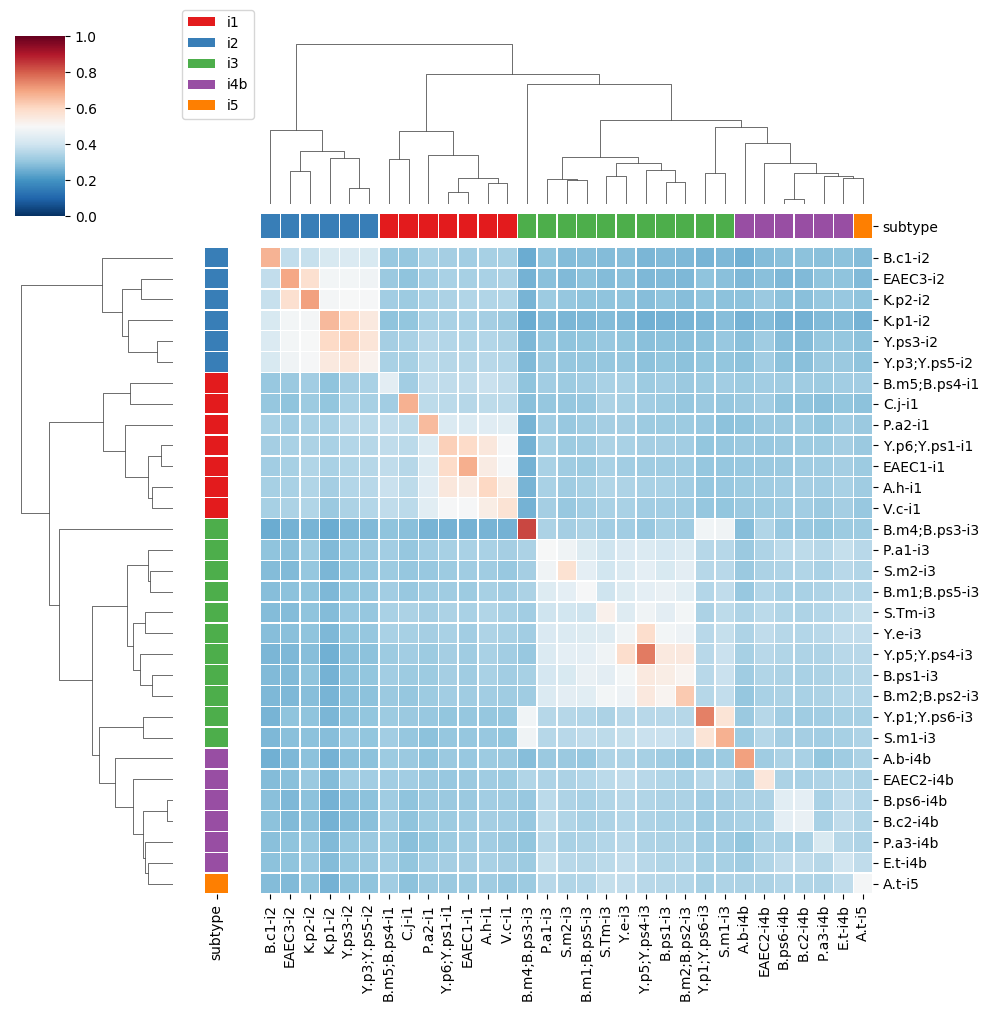 1.0
0.8
0.6
0.4
0.2
0.0
i1
i2
i3
i4b
i5
subtype
B.c1-i2
EAEC3-i2
K.p2-i2
K.p1-i2
Y.ps3-i2
Y.p3;Y.ps5-i2
B.m5;B.ps4-i1
C.j-i1
P.a2-i1
Y.p6;Y.ps1-i1
EAEC1-i1
A.h-i1
V.c-i1
B.m4;B.ps3-i3
P.a1-i3
S.m2-i3
B.m1;B.ps5-i3
S.Tm-i3
Y.e-i3
Y.p5;Y.ps4-i3
B.ps1-i3
B.m2;B.ps2-i3
Y.p1;Y.ps6-i3
S.m1-i3
A.b-i4b
EAEC2-i4b
B.ps6-i4b
B.c2-i4b
P.a3-i4b
E.t-i4b
A.t-i5
subtype
B.c1-i2
EAEC3-i2
K.p2-i2
K.p1-i2
Y.ps3-i2
Y.p3;Y.ps5-i2
B.m5;B.ps4-i1
C.j-i1
P.a2-i1
Y.p6;Y.ps1-i1
EAEC1-i1
A.h-i1
V.c-i1
B.m4;B.ps3-i3
P.a1-i3
S.m2-i3
B.m1;B.ps5-i3
S.Tm-i3
Y.e-i3
Y.p5;Y.ps4-i3
B.ps1-i3
B.m2;B.ps2-i3
Y.p1;Y.ps6-i3
S.m1-i3
A.b-i4b
EAEC2-i4b
B.ps6-i4b
B.c2-i4b
P.a3-i4b
E.t-i4b
A.t-i5